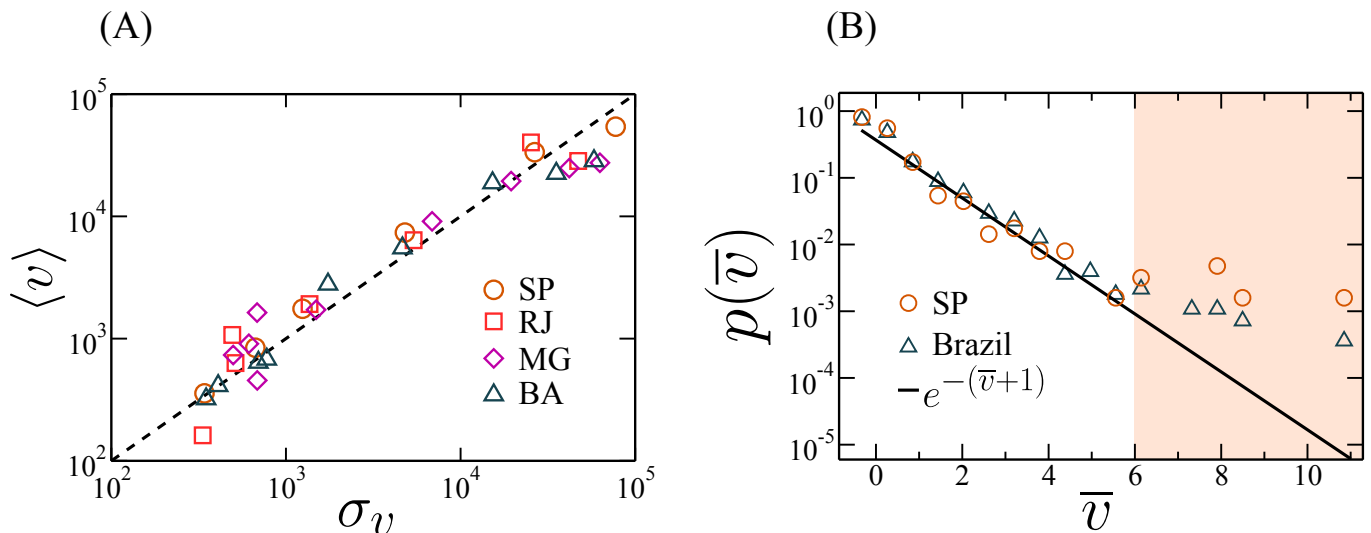 (A)
⟨v⟩
10^5
10^4
10^3
10^2
10^2 10^3 10^4 10^5
σ_v
SP
RJ
MG
BA
(B)
p(v̅)
10^0
10^-1
10^-2
10^-3
10^-4
10^-5
0 2 4 6 8 10
v̅
SP
Brazil
e^−(v̅+1)